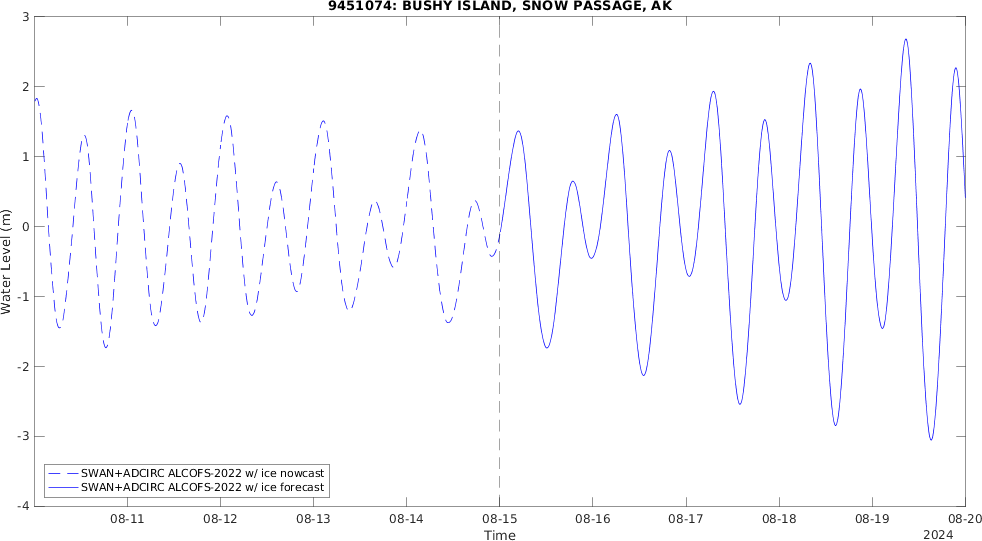 9451074: BUSHY ISLAND, SNOW PASSAGE, AK
3
2
1
0
-1
-2
-3
-4
Water Level (m)
SWAN+ADCIRC ALCOFS-2022 w/ ice nowcast
SWAN+ADCIRC ALCOFS-2022 w/ ice forecast
08-11 08-12 08-13 08-14 08-15 08-16 08-17 08-18 08-19 08-20
Time
2024